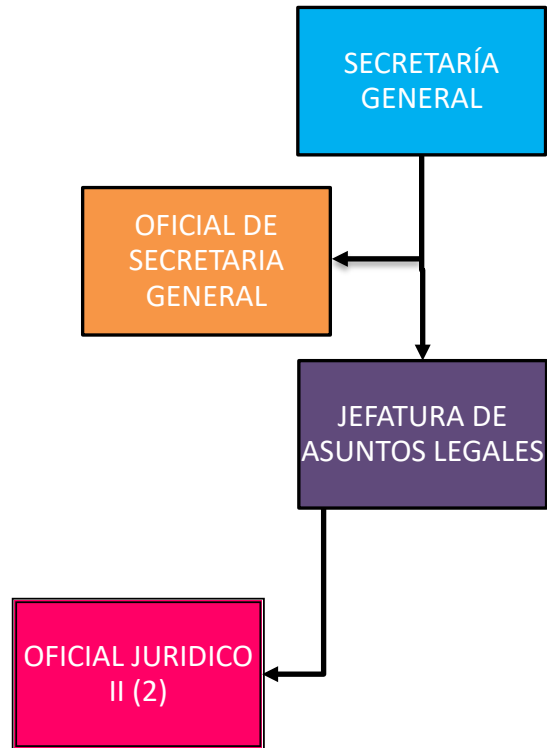 SECRETARÍA
GENERAL
OFICIAL DE
SECRETARIA
GENERAL
JEFATURA DE
ASUNTOS LEGALES
OFICIAL JURIDICO
II (2)